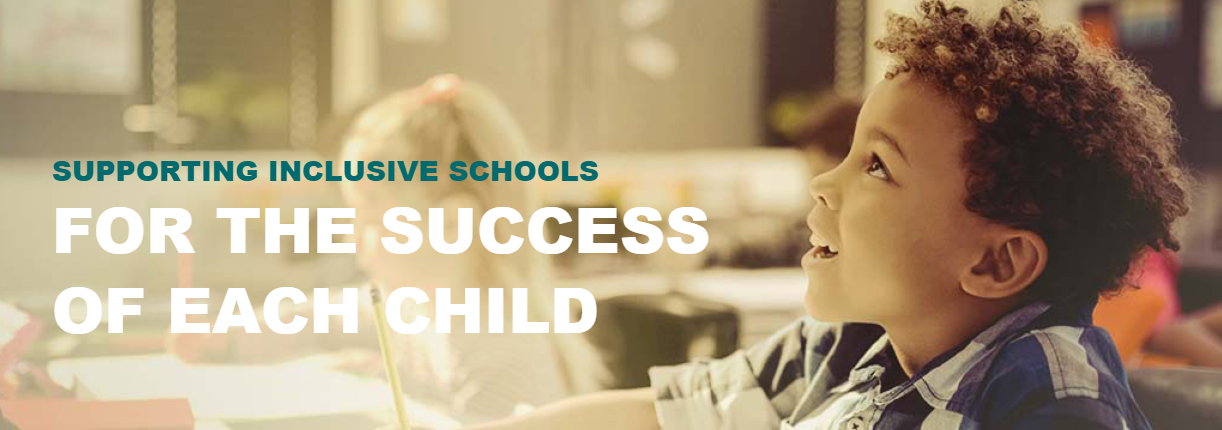 SUPPORTING INCLUSIVE SCHOOLS
FOR THE SUCCESS
OF EACH CHILD